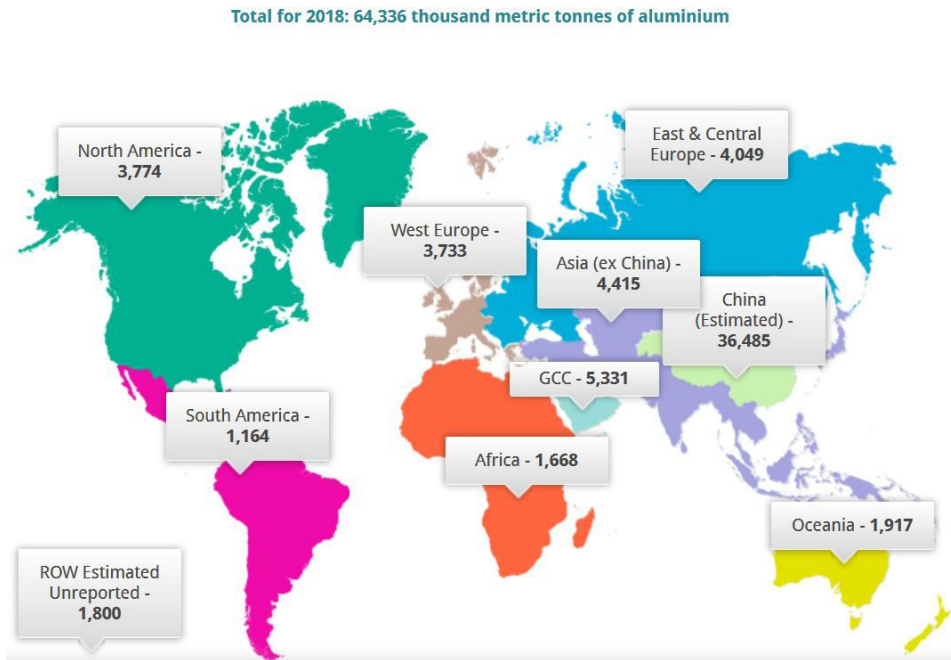 Total for 2018: 64,336 thousand metric tonnes of aluminium
North America -
3,774
East & Central
Europe - 4,049
West Europe -
3,733
Asia (ex China) -
4,415
China
(Estimated) -
36,485
GCC - 5,331
South America -
1,164
Africa - 1,668
Oceania - 1,917
ROW Estimated
Unreported -
1,800